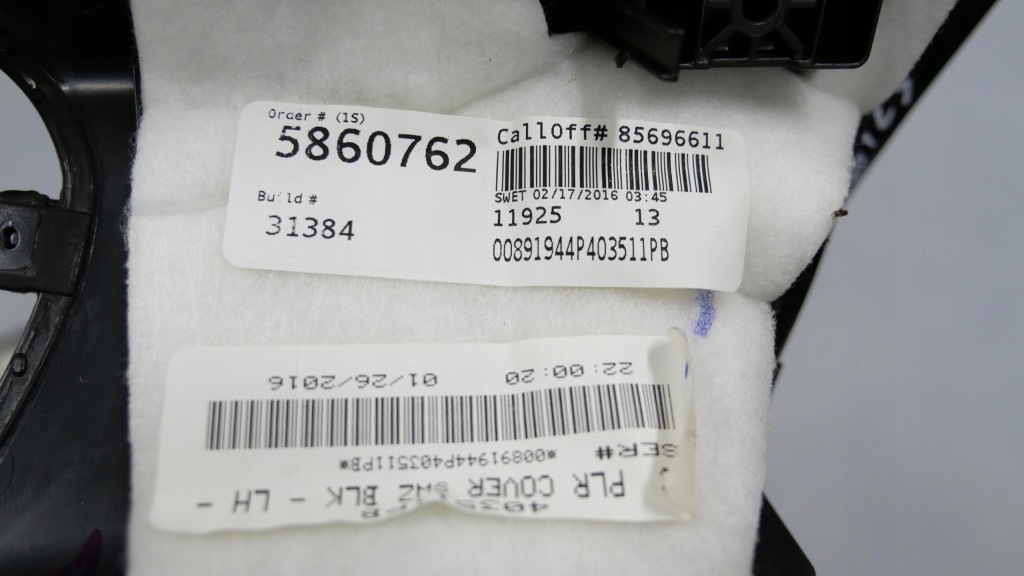 Order # (1S)
5860762
Build #
31384
CallOff# 85696611
SWET 02/17/2016 03:45
11925 13
00891944P403511PB
PLR COVER BLK - LH -
SER#
*00891944P403511PB*
01/26/2016 22:00:20